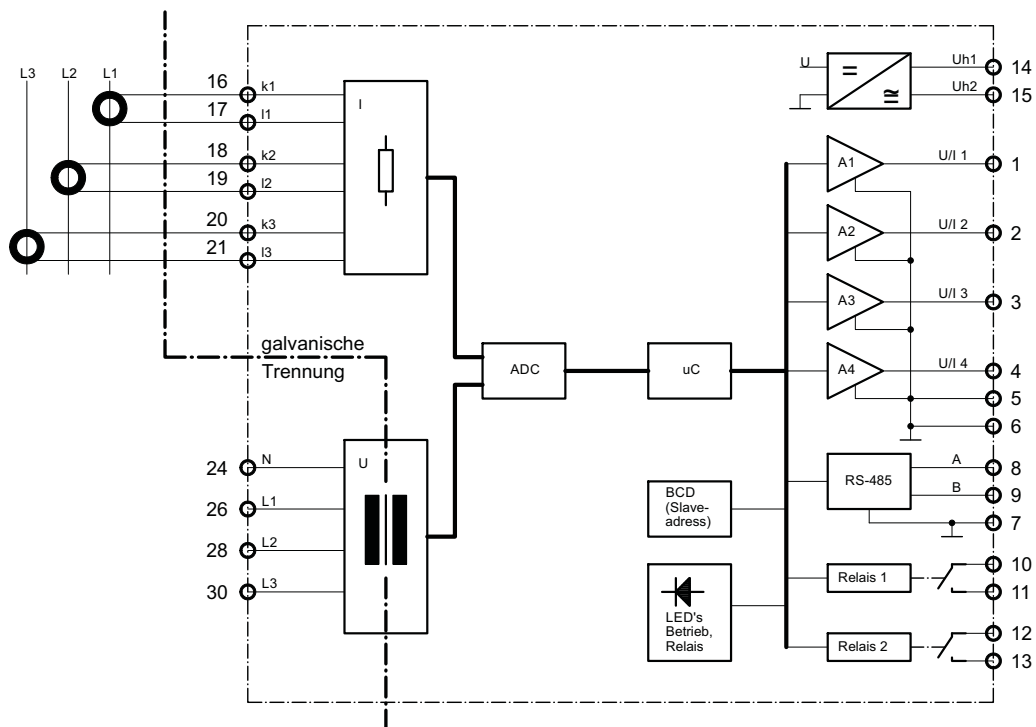 L3
L2
L1
16
k1
17
l1
18
k2
19
l2
20
k3
21
l3
I
U
=
≅
Uh1
14
Uh2
15
A1
U/I 1
1
A2
U/I 2
2
A3
U/I 3
3
A4
U/I 4
4
5
6
galvanische
Trennung
ADC
uC
24
N
26
L1
28
L2
30
L3
U
BCD
(Slave-
adress)
LED's
Betrieb,
Relais
RS-485
A
8
B
9
7
Relais 1
10
11
Relais 2
12
13